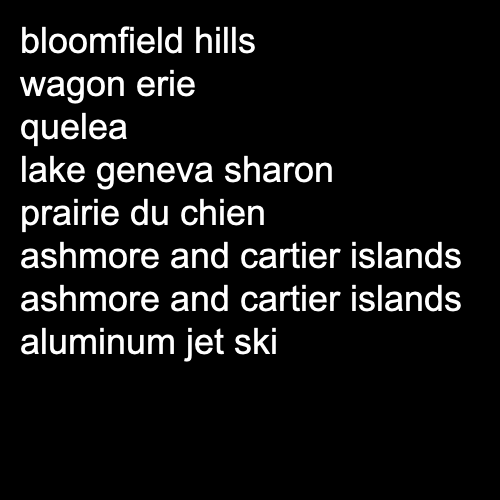 bloomfield hills
wagon erie
quelea
lake geneva sharon
prairie du chien
ashmore and cartier islands
ashmore and cartier islands
aluminum jet ski